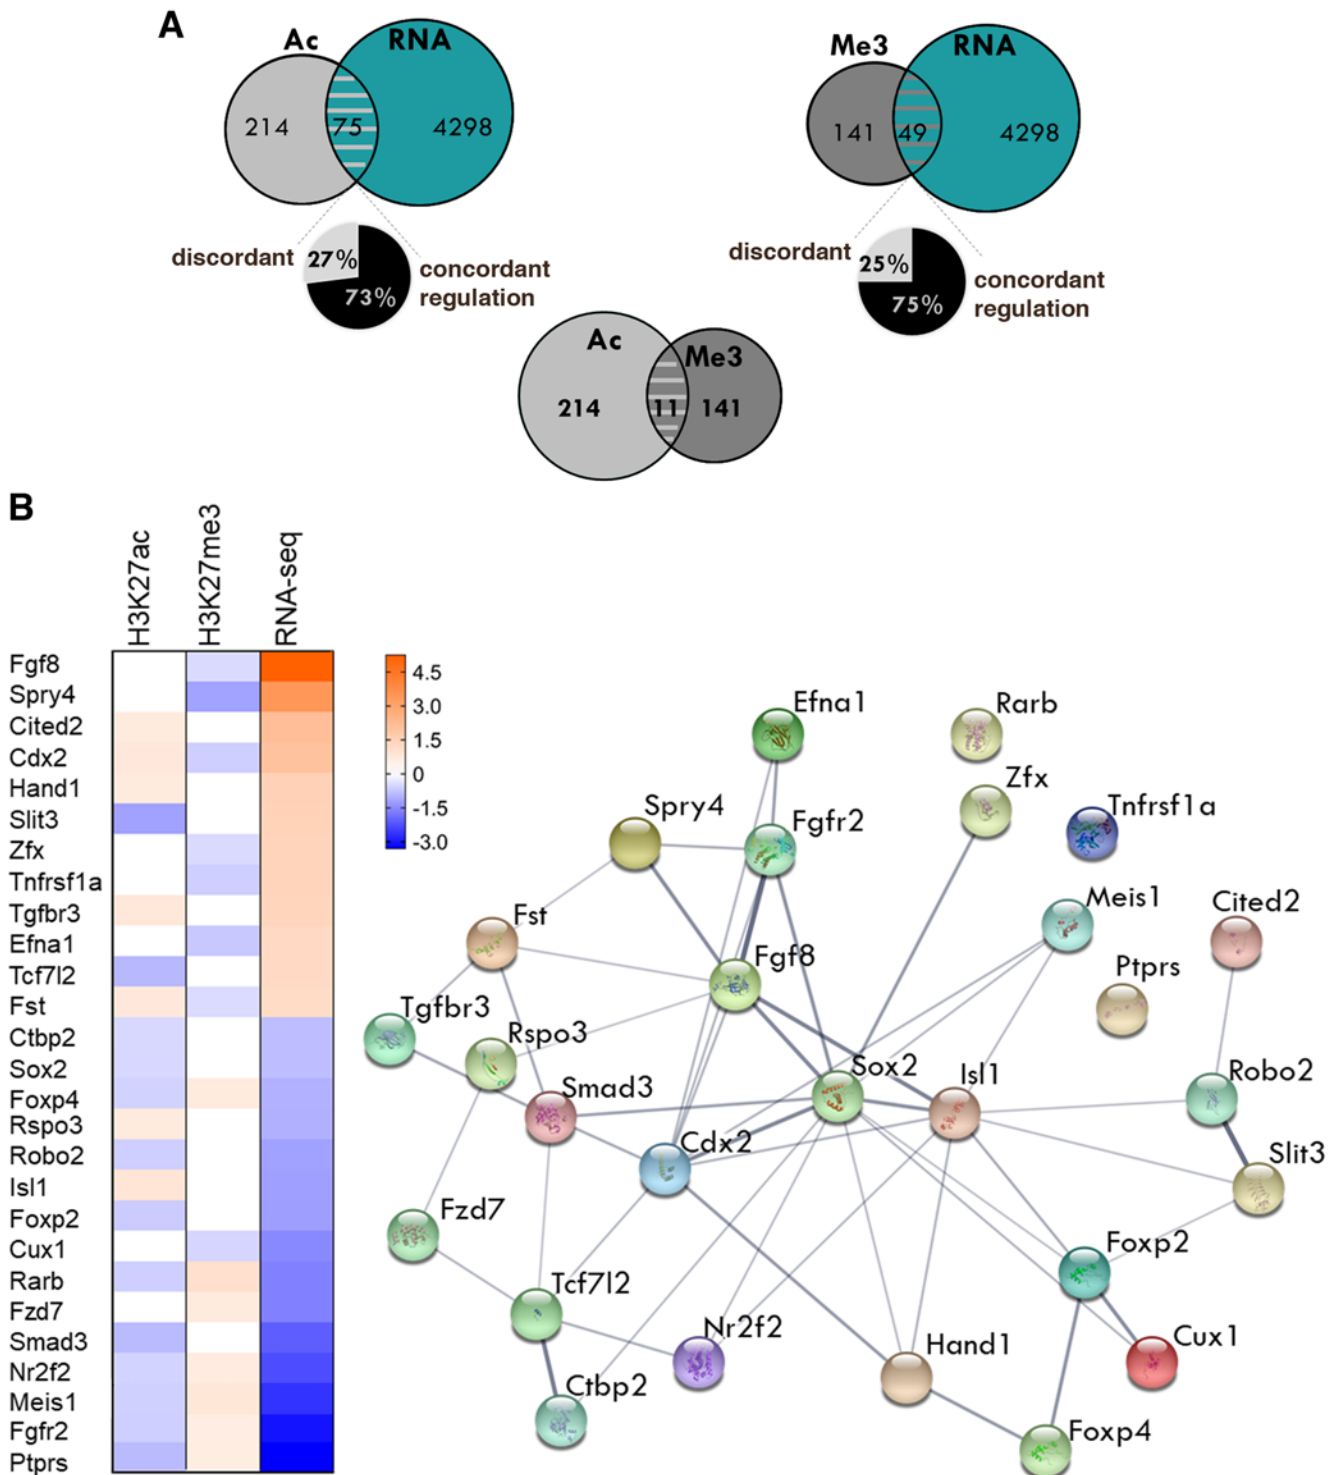 A
Ac
RNA
214
75
4298
discordant
27%
73%
concordant
regulation
Me3
RNA
141
49
4298
discordant
25%
75%
concordant
regulation
Ac
Me3
214
11
141
B
H3K27ac
H3K27me3
RNA-seq
Fgf8
Spry4
Cited2
Cdx2
Hand1
Slit3
Zfx
Tnfrsf1a
Tgfbr3
Efna1
Tcf7l2
Fst
Ctbp2
Sox2
Foxp4
Rspo3
Robo2
Isl1
Foxp2
Cux1
Rarb
Fzd7
Smad3
Nr2f2
Meis1
Fgfr2
Ptprs
4.5
3.0
1.5
0
-1.5
-3.0
Efna1
Rarb
Zfx
Spry4
Fgfr2
Tnfrsf1a
Meis1
Cited2
Fst
Fgf8
Ptprs
Tgfbr3
Rspo3
Smad3
Sox2
Isl1
Robo2
Cdx2
Slit3
Fzd7
Foxp2
Tcf7l2
Nr2f2
Hand1
Cux1
Ctbp2
Foxp4